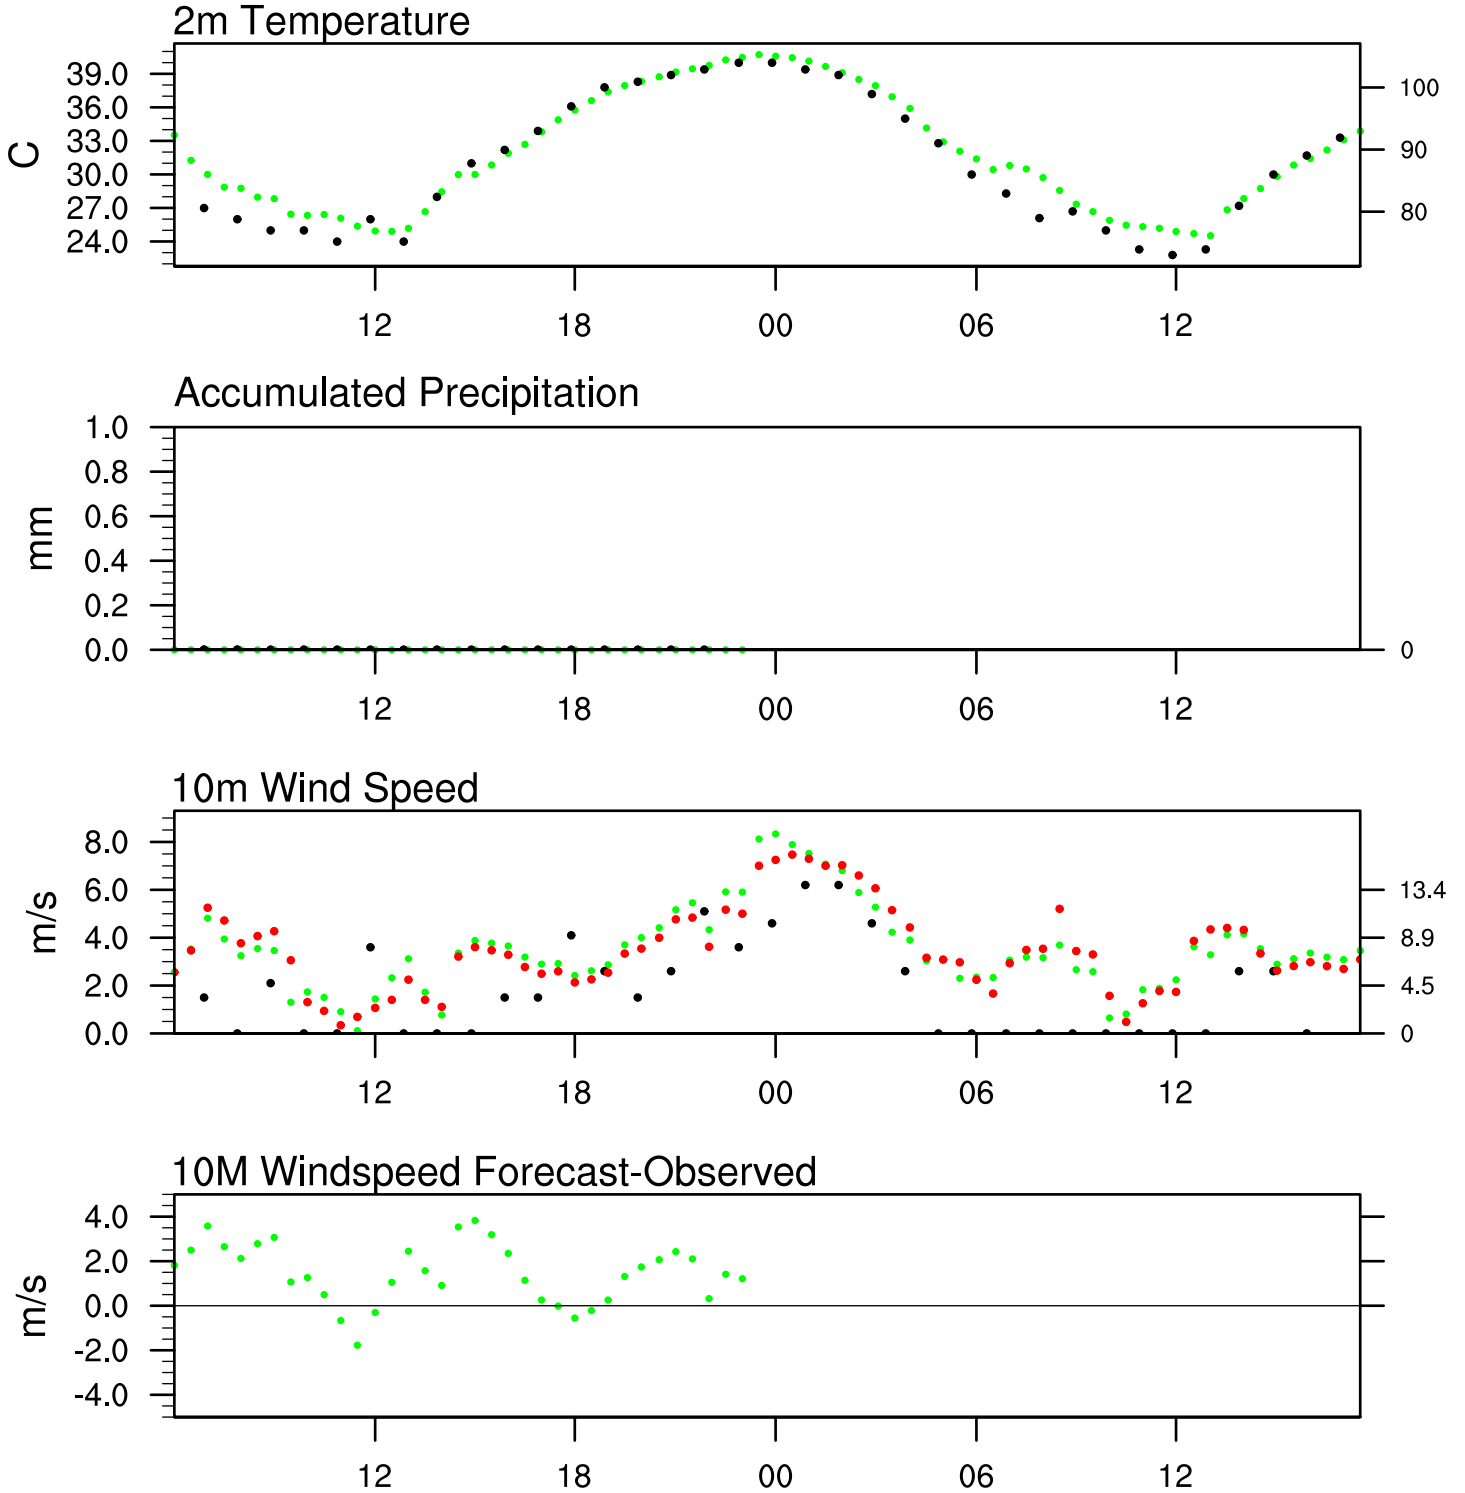 2m Temperature
39.0
36.0
33.0
30.0
27.0
24.0
C
100
90
80
12 18 00 06 12
Accumulated Precipitation
1.0
0.8
0.6
0.4
0.2
0.0
mm
0
12 18 00 06 12
10m Wind Speed
8.0
6.0
4.0
2.0
0.0
m/s
13.4
8.9
4.5
0
12 18 00 06 12
10M Windspeed Forecast-Observed
4.0
2.0
0.0
-2.0
-4.0
m/s
12 18 00 06 12